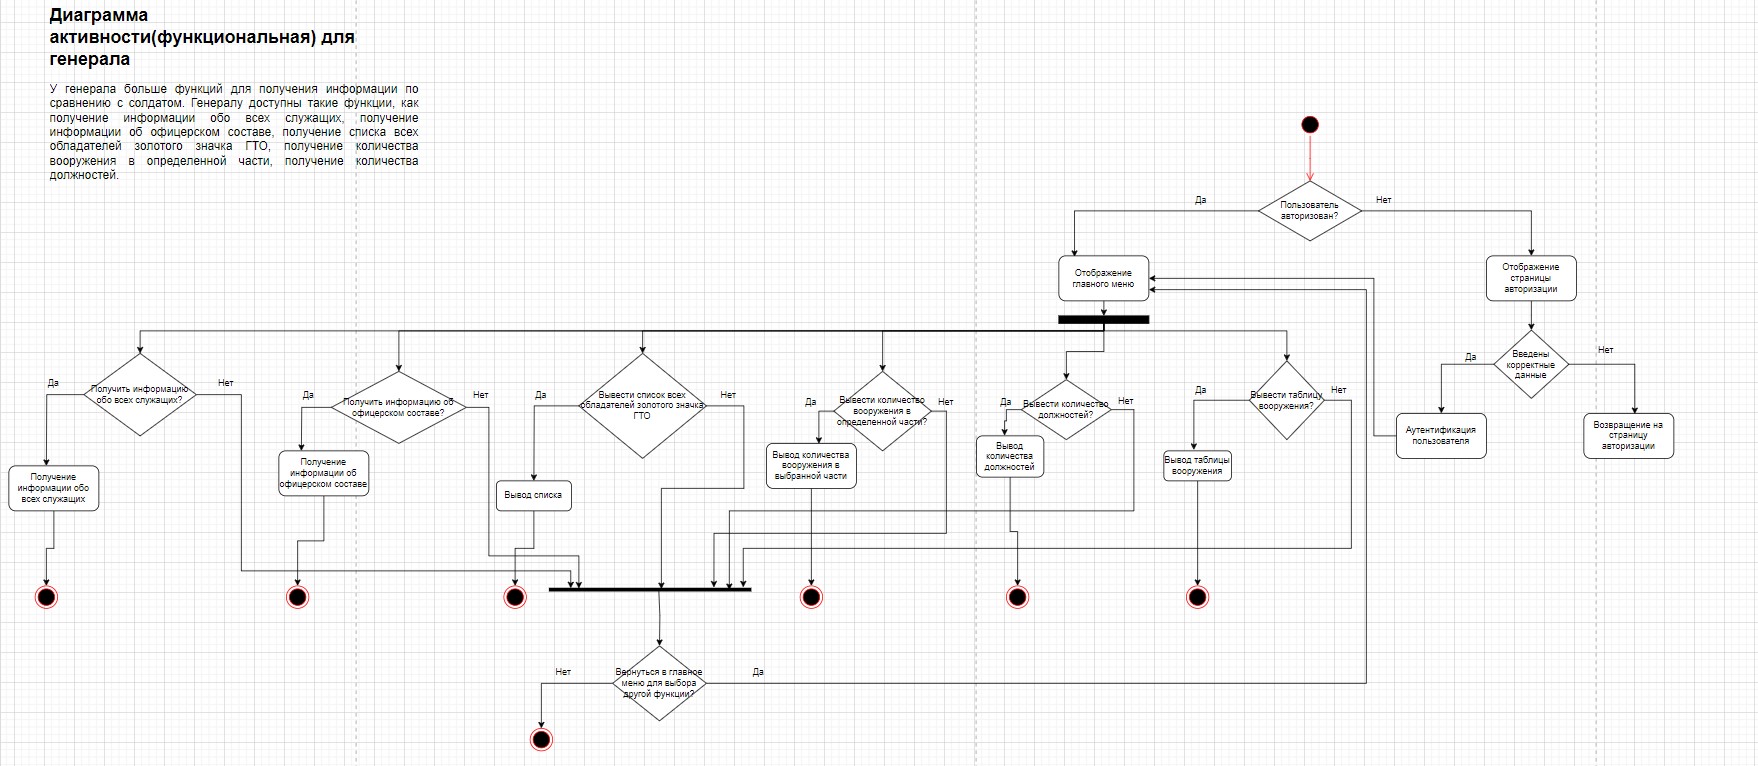 Диаграмма
активности(функциональная) для
генерала
У генерала больше функций для получения информации по
сравнению с солдатом. Генералу доступны такие функции, как
получение информации обо всех служащих, получение
информации об офицерском составе, получение списка всех
обладателей золотого значка ГТО, получение количества
вооружения в определенной части, получение количества
должностей.
Да
Пользователь
авторизован?
Нет
Отображение
главного меню
Отображение
страницы
авторизации
Да
Получить информацию
обо всех служащих?
Нет
Да
Получить информацию об
офицерском составе?
Нет
Да
Вывести список всех
обладателей золотого значка
ГТО
Нет
Да
Вывести количество
вооружения в
определенной части?
Нет
Да
Вывести количество
должностей?
Нет
Да
Вывести таблицу
вооружения?
Нет
Да
Введены
корректные
данные
Нет
Получение
информации обо
всех служащих
Получение
информации об
офицерском составе
Вывод списка
Вывод количества
вооружения в
выбранной части
Вывод
количества
должностей
Вывод таблицы
вооружения
Аутентификация
пользователя
Возвращение на
страницу
авторизации
Нет
Вернуться в главное
меню для выбора
другой функции?
Да